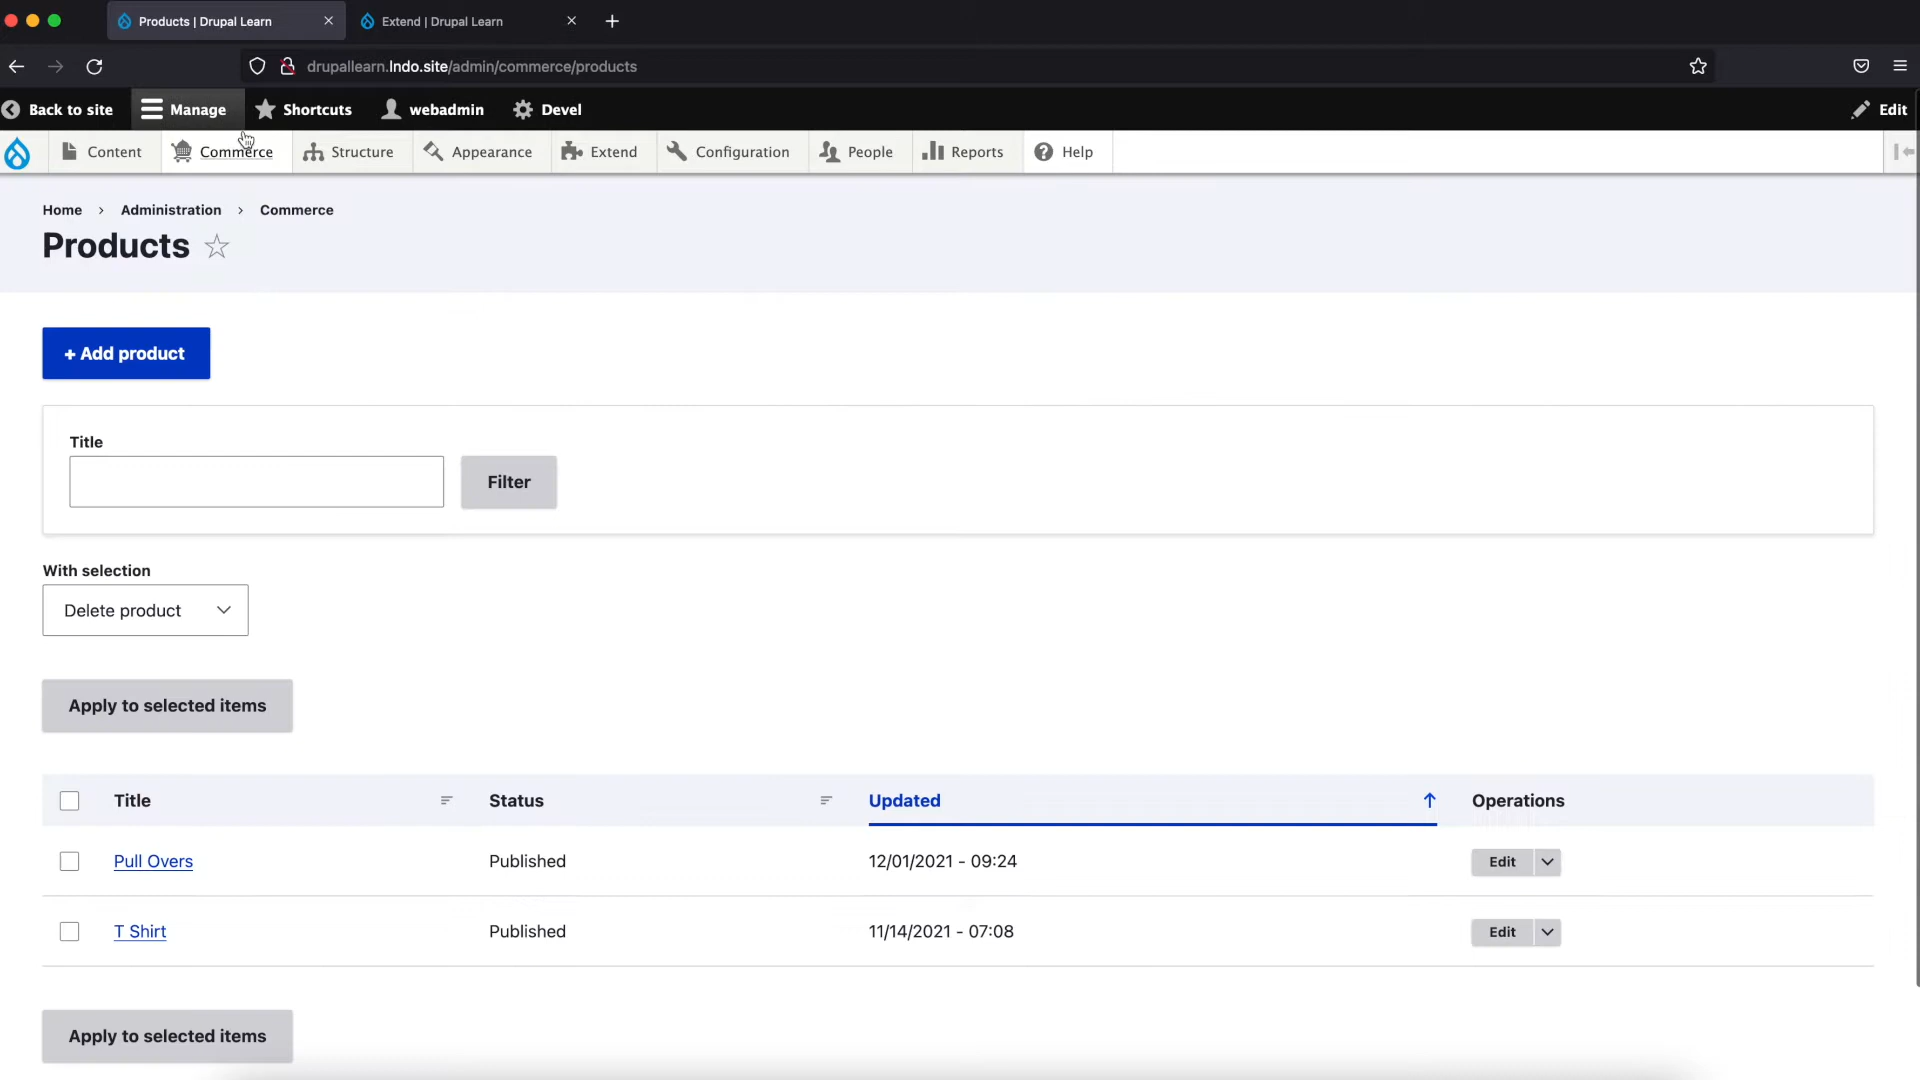 Products | Drupal Learn
Extend | Drupal Learn
drupallearn.lndo.site/admin/commerce/products
Back to site
Manage
Shortcuts
webadmin
Devel
Edit
Content
Commerce
Structure
Appearance
Extend
Configuration
People
Reports
Help
Home › Administration › Commerce
Products
+ Add product
Title
Filter
With selection
Delete product
Apply to selected items
Title Status Updated Operations
Pull Overs Published 12/01/2021 - 09:24 Edit
T Shirt Published 11/14/2021 - 07:08 Edit
Apply to selected items